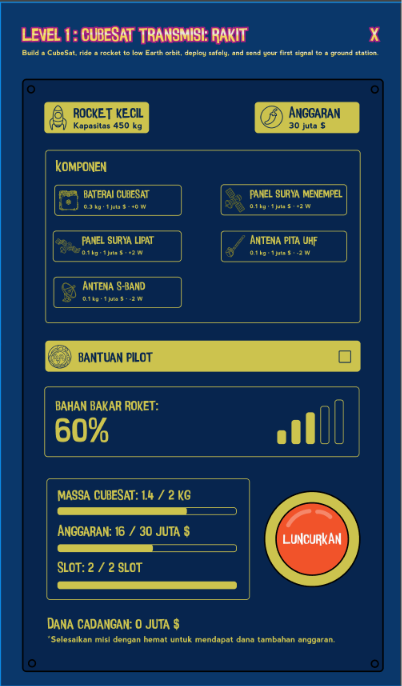 LEVEL 1 : CUBESAT TRANSMISI: RAKIT
X
Build a CubeSat, ride a rocket to low Earth orbit, deploy safely, and send your first signal to a ground station.
ROCKET KECIL
Kapasitas 450 kg
ANGGARAN
30 juta $
KOMPONEN
BATERAI CUBESAT
0.3 kg · 1 juta $ · +0 W
PANEL SURYA MENEMPEL
0.1 kg · 1 juta $ · +2 W
PANEL SURYA LIPAT
0.1 kg · 1 juta $ · +2 W
ANTENA PITA UHF
0.1 kg · 1 juta $ · -2 W
ANTENA S-BAND
0.1 kg · 1 juta $ · -2 W
BANTUAN PILOT
BAHAN BAKAR ROKET:
60%
MASSA CUBESAT: 1.4 / 2 KG
ANGGARAN: 16 / 30 JUTA $
SLOT: 2 / 2 SLOT
LUNCURKAN
DANA CADANGAN: 0 JUTA $
*Selesaikan misi dengan hemat untuk mendapat dana tambahan anggaran.